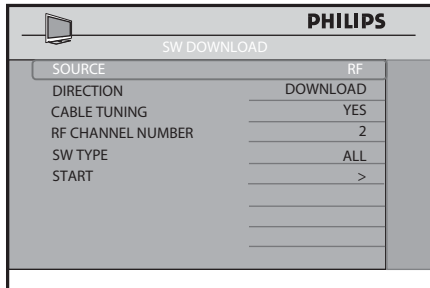 PHILIPS
SW DOWNLOAD
SOURCE RF
DIRECTION DOWNLOAD
CABLE TUNING YES
RF CHANNEL NUMBER 2
SW TYPE ALL
START >